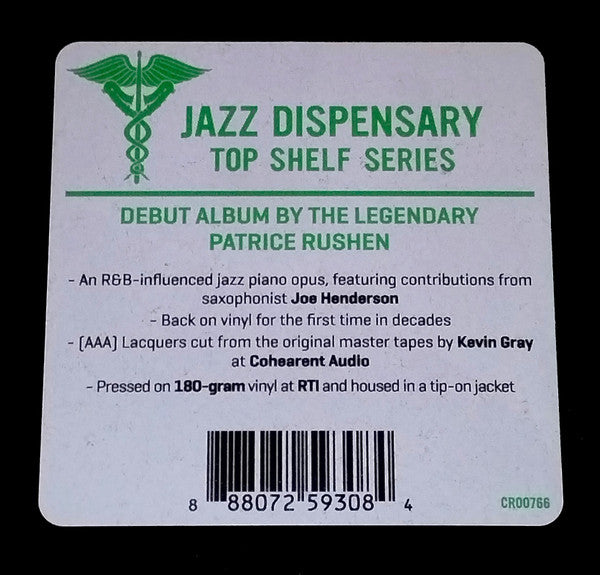 JAZZ DISPENSARY
TOP SHELF SERIES
DEBUT ALBUM BY THE LEGENDARY
PATRICE RUSHEN
- An R&B-influenced jazz piano opus, featuring contributions from
saxophonist Joe Henderson
- Back on vinyl for the first time in decades
- (AAA) Lacquers cut from the original master tapes by Kevin Gray
at Cohearent Audio
- Pressed on 180-gram vinyl at RTI and housed in a tip-on jacket
8 88072 59308 4
CR00766